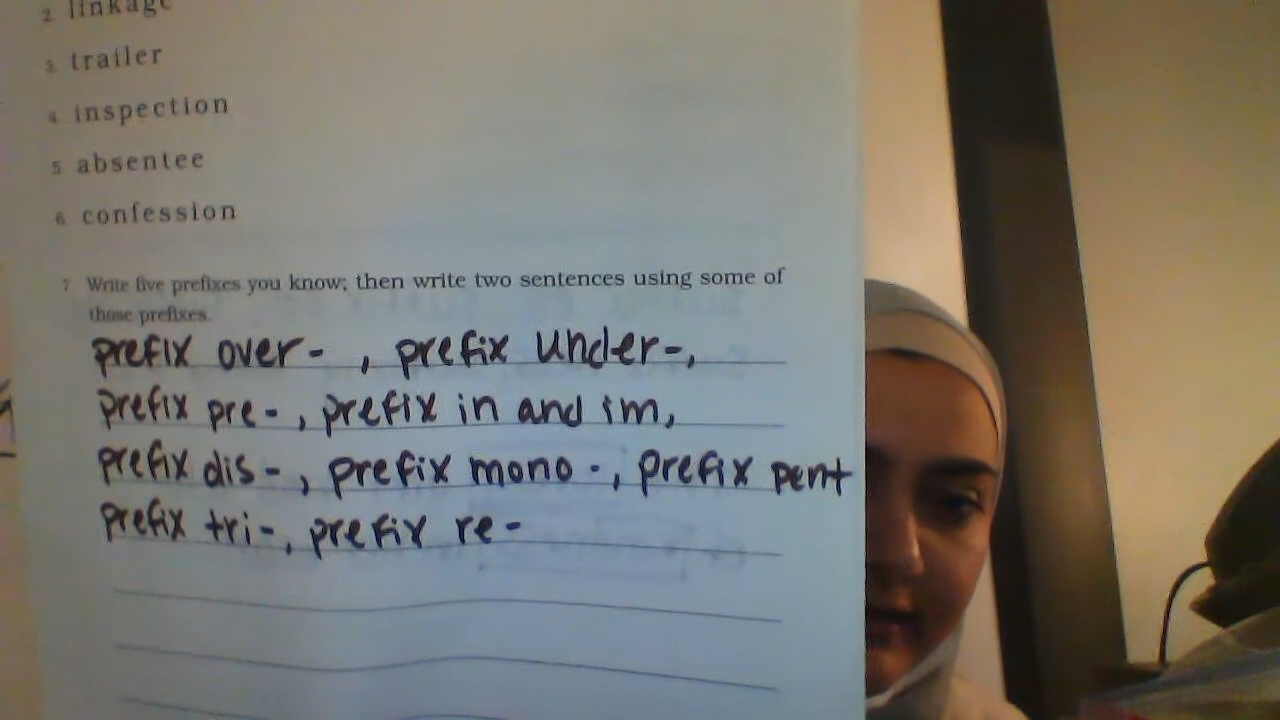 2. linkage
3. trailer
4. inspection
5. absentee
6. confession
7. Write five prefixes you know; then write two sentences using some of
those prefixes.
prefix over- , prefix under-,
prefix pre-, prefix in and im,
prefix dis-, prefix mono-, prefix pent
prefix tri-, prefix re-